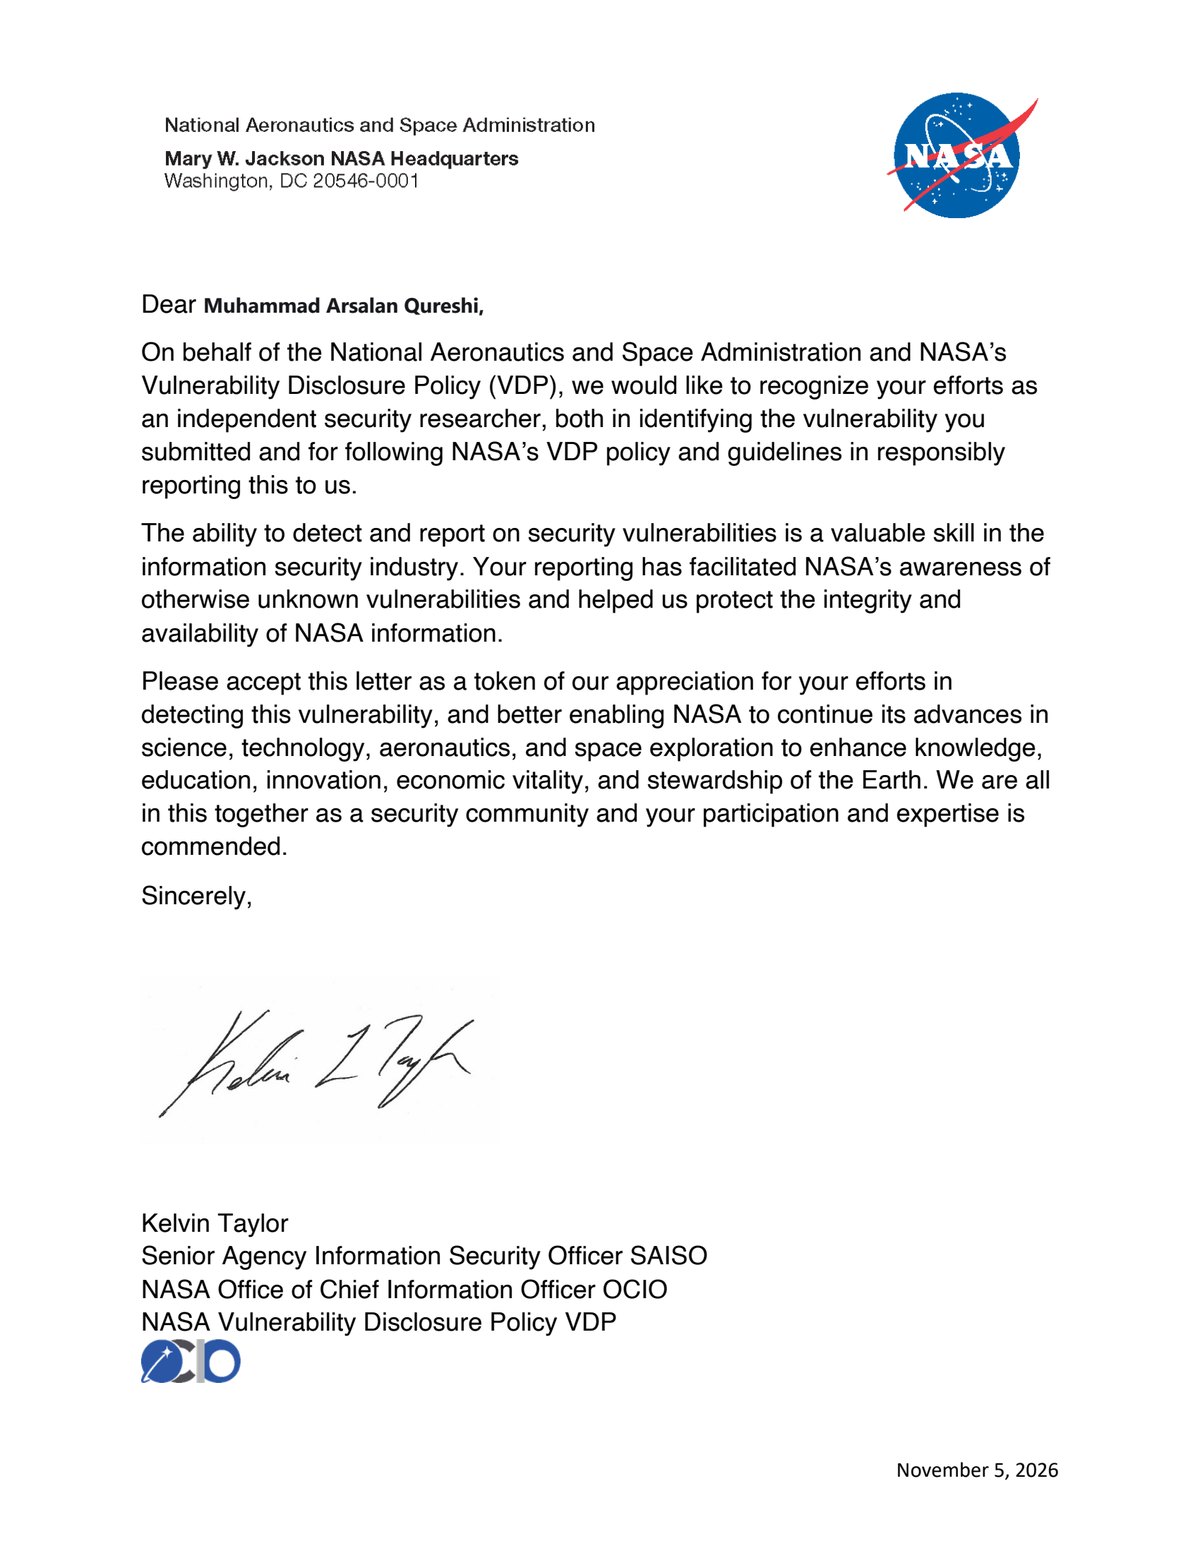 National Aeronautics and Space Administration
Mary W. Jackson NASA Headquarters
Washington, DC 20546-0001
NASA
Dear Muhammad Arsalan Qureshi,
On behalf of the National Aeronautics and Space Administration and NASA’s
Vulnerability Disclosure Policy (VDP), we would like to recognize your efforts as
an independent security researcher, both in identifying the vulnerability you
submitted and for following NASA’s VDP policy and guidelines in responsibly
reporting this to us.
The ability to detect and report on security vulnerabilities is a valuable skill in the
information security industry. Your reporting has facilitated NASA’s awareness of
otherwise unknown vulnerabilities and helped us protect the integrity and
availability of NASA information.
Please accept this letter as a token of our appreciation for your efforts in
detecting this vulnerability, and better enabling NASA to continue its advances in
science, technology, aeronautics, and space exploration to enhance knowledge,
education, innovation, economic vitality, and stewardship of the Earth. We are all
in this together as a security community and your participation and expertise is
commended.
Sincerely,
Kelvin L Taylor
Kelvin Taylor
Senior Agency Information Security Officer SAISO
NASA Office of Chief Information Officer OCIO
NASA Vulnerability Disclosure Policy VDP
OCIO
November 5, 2026